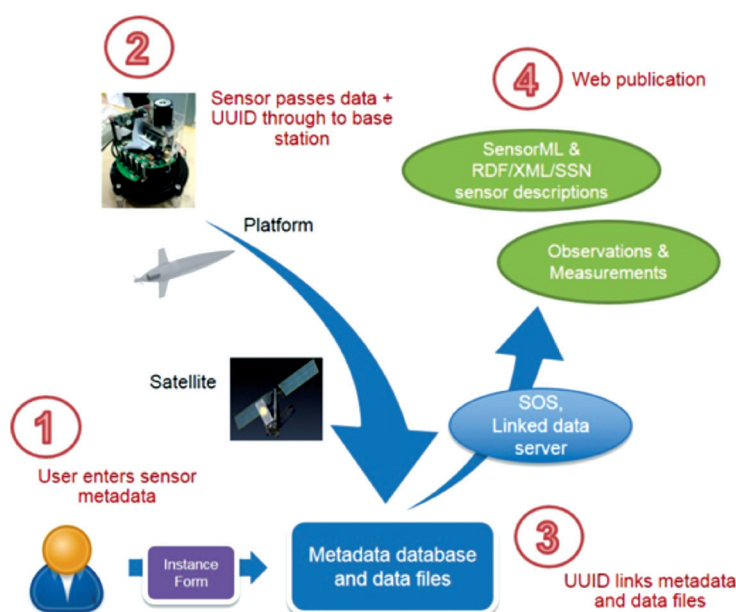 2
Sensor passes data +
UUID through to base
station
4
Web publication
SensorML &
RDF/XML/SSN
sensor descriptions
Platform
Observations &
Measurements
Satellite
SOS,
Linked data
server
1
User enters sensor
metadata
Instance
Form
Metadata database
and data files
3
UUID links metadata
and data files